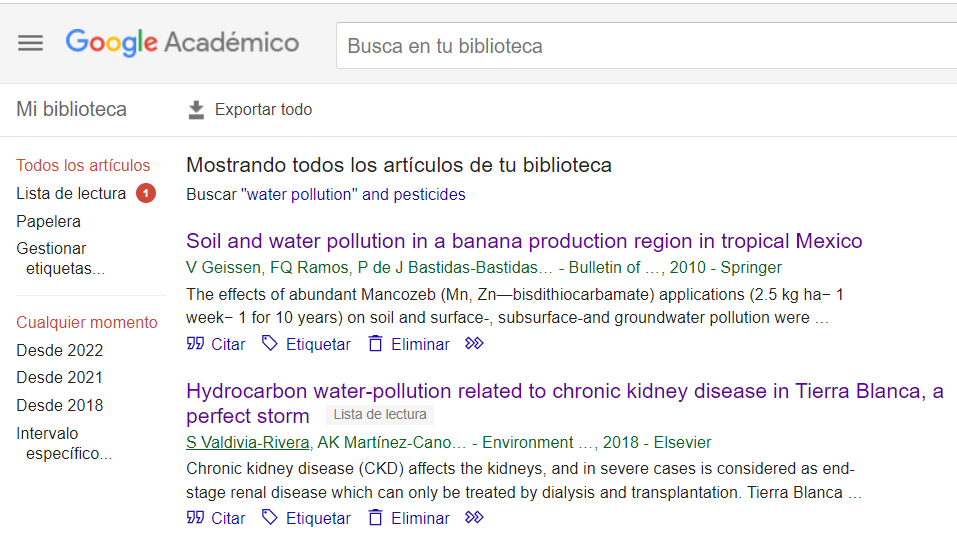 Google Académico
Busca en tu biblioteca
Mi biblioteca
Exportar todo
Todos los artículos
Lista de lectura 1
Papelera
Gestionar
etiquetas...
Cualquier momento
Desde 2022
Desde 2021
Desde 2018
Intervalo
específico...
Mostrando todos los artículos de tu biblioteca
Buscar "water pollution" and pesticides
Soil and water pollution in a banana production region in tropical Mexico
V Geissen, FQ Ramos, P de J Bastidas-Bastidas… - Bulletin of …, 2010 - Springer
The effects of abundant Mancozeb (Mn, Zn—bisdithiocarbamate) applications (2.5 kg ha− 1
week− 1 for 10 years) on soil and surface-, subsurface-and groundwater pollution were …
Citar Etiquetar Eliminar
Hydrocarbon water-pollution related to chronic kidney disease in Tierra Blanca, a
perfect storm Lista de lectura
S Valdivia-Rivera, AK Martínez-Cano… - Environment …, 2018 - Elsevier
Chronic kidney disease (CKD) affects the kidneys, and in severe cases is considered as end-
stage renal disease which can only be treated by dialysis and transplantation. Tierra Blanca …
Citar Etiquetar Eliminar